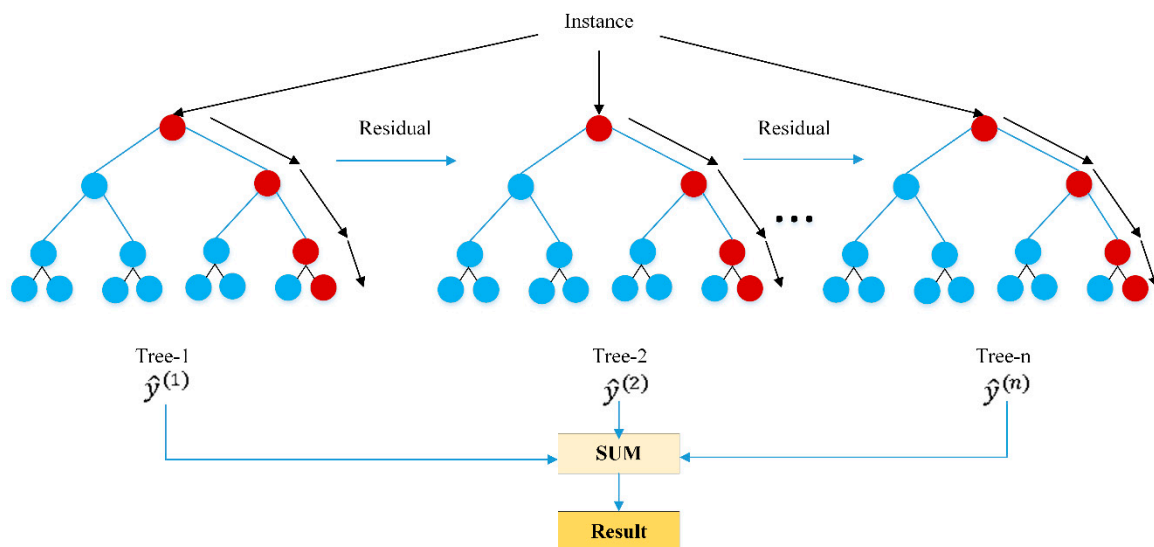 Instance
Residual
Residual
...
Tree-1
Tree-2
Tree-n
ŷ⁽¹⁾
ŷ⁽²⁾
ŷ⁽ⁿ⁾
SUM
Result